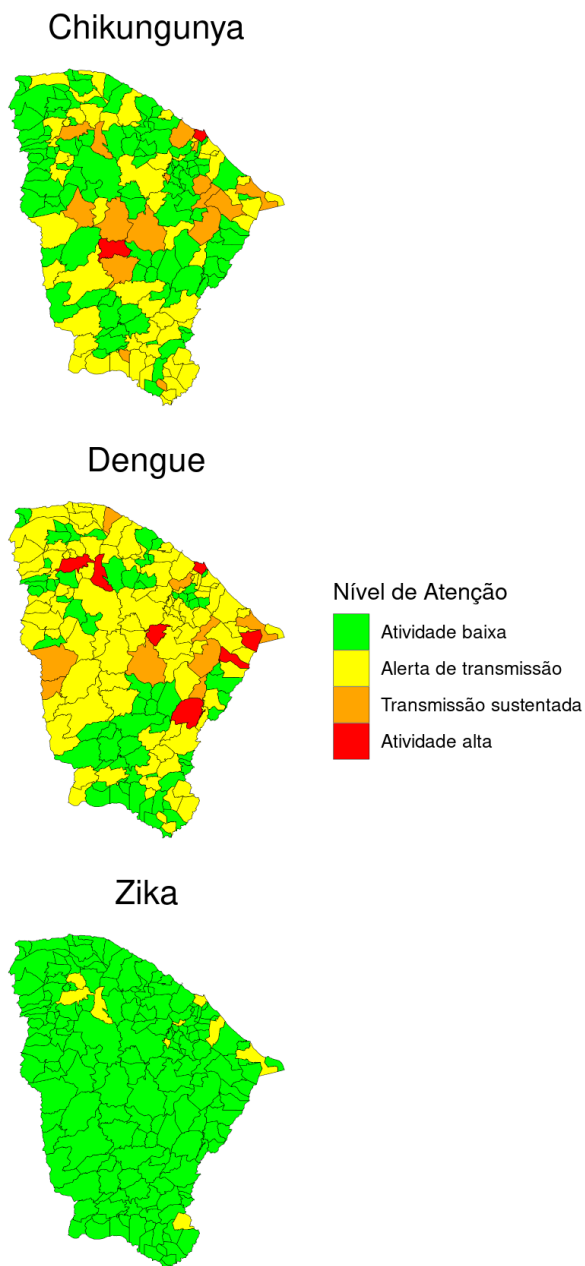 Chikungunya
Dengue
Nível de Atenção
Atividade baixa
Alerta de transmissão
Transmissão sustentada
Atividade alta
Zika